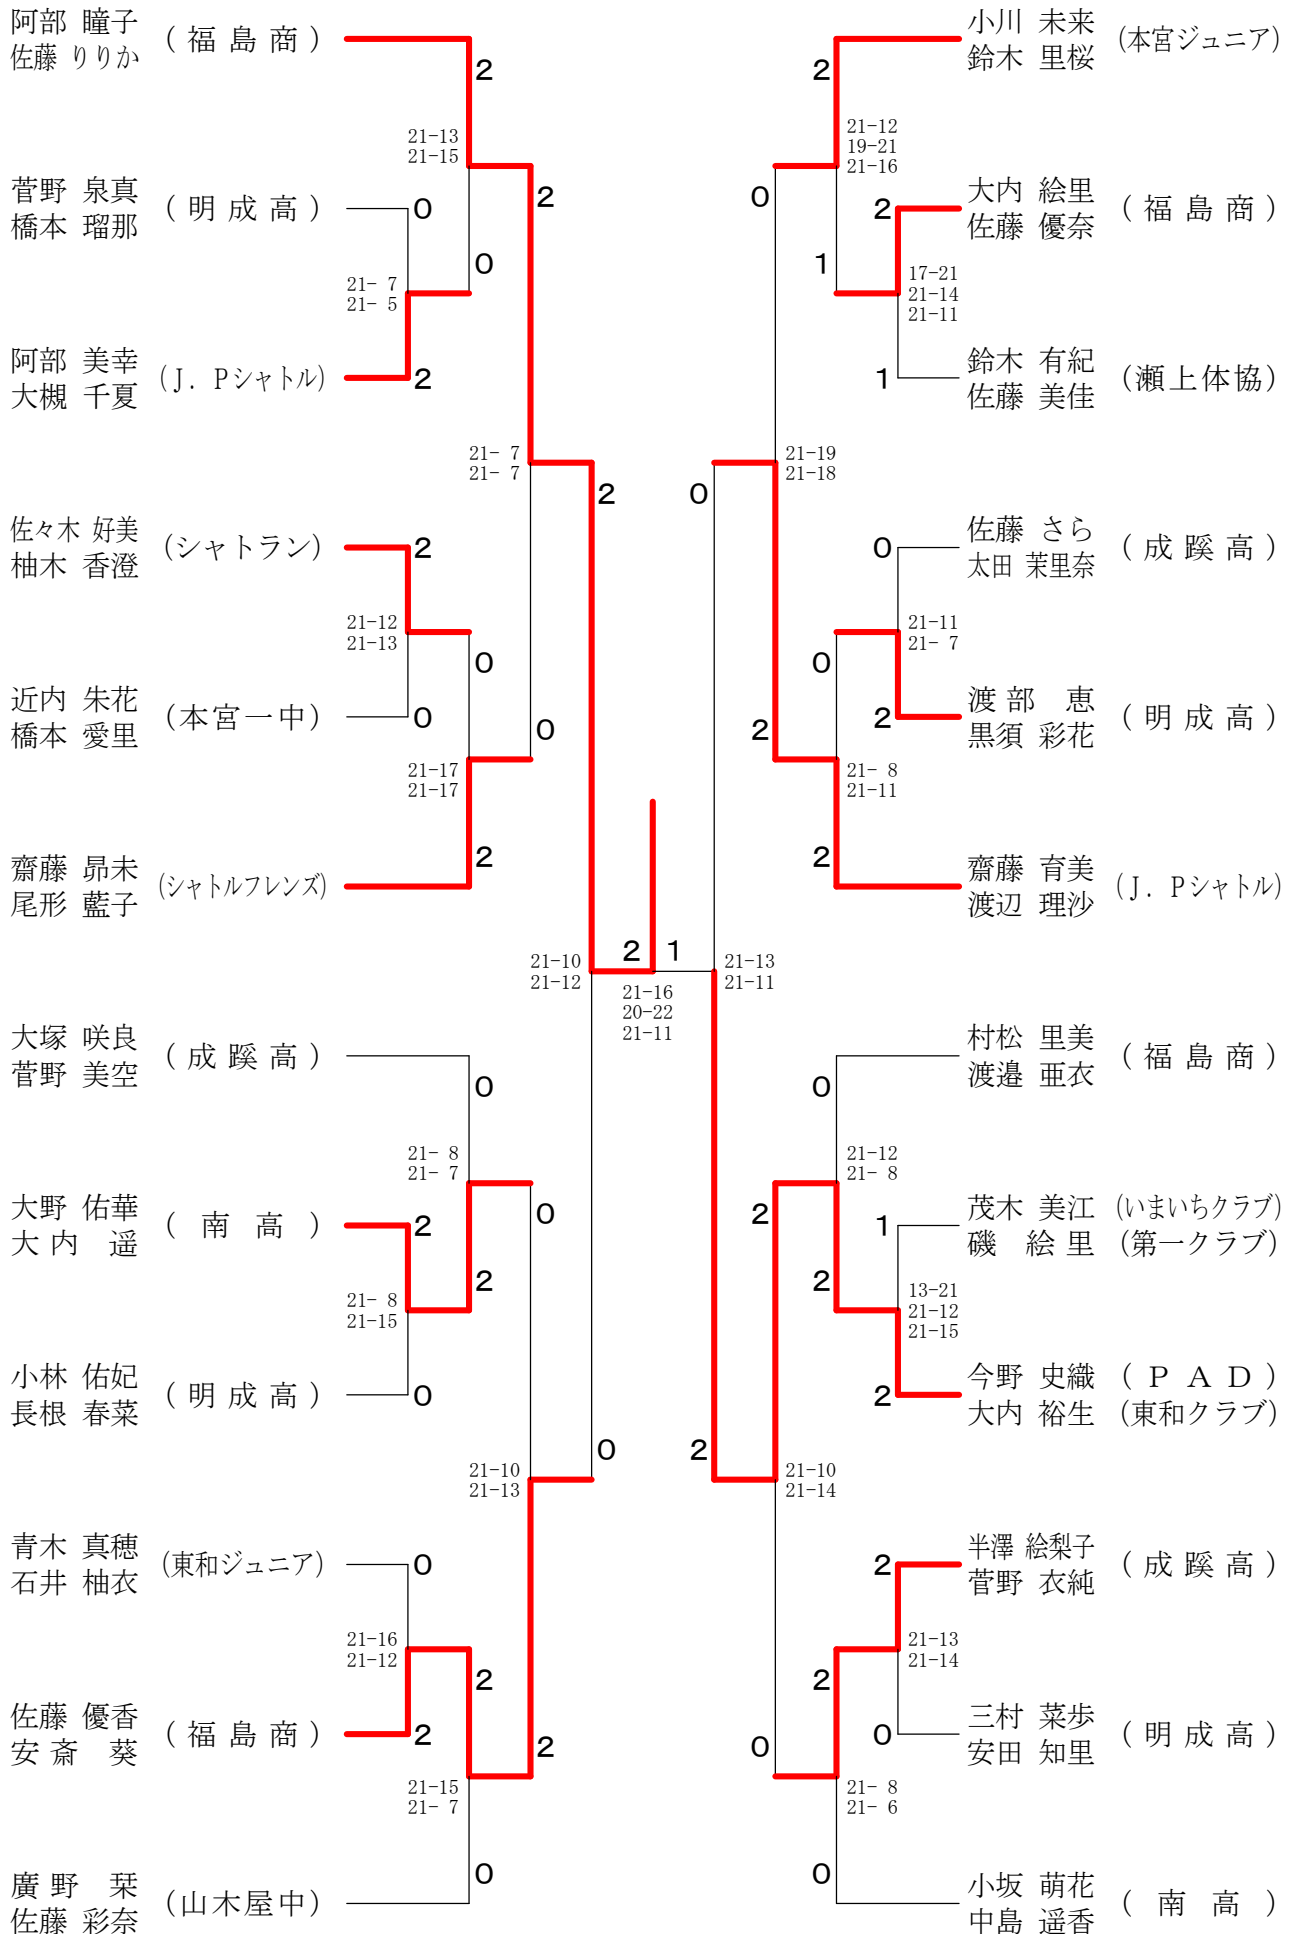 阿部 瞳子
佐藤 りりか
(福島商)
2
21-13
21-15
菅野 泉真
橋本 瑠那
(明成高)
0
2
0
21- 7
21- 5
阿部 美幸
大槻 千夏
(J．Pシャトル)
2
21- 7
21- 7
2
佐々木 好美
柚木 香澄
(シャトラン)
2
21-12
21-13
0
近内 朱花
橋本 愛里
(本宮一中)
0
0
21-17
21-17
齋藤 昂未
尾形 藍子
(シャトルフレンズ)
2
21-10
21-12
大塚 咲良
菅野 美空
(成蹊高)
0
21- 8
21- 7
大野 佑華
大内 遥
(南高)
2
0
2
21- 8
21-15
小林 佑妃
長根 春菜
(明成高)
0
0
21-10
21-13
青木 真穂
石井 柚衣
(東和ジュニア)
0
21-16
21-12
2
佐藤 優香
安斎 葵
(福島商)
2
2
21-15
21- 7
廣野 栞
佐藤 彩奈
(山木屋中)
0
2
1
21-16
20-22
21-11
小川 未来
鈴木 里桜
(本宮ジュニア)
2
21-12
19-21
21-16
0
大内 絵里
佐藤 優奈
(福島商)
2
1
17-21
21-14
21-11
鈴木 有紀
佐藤 美佳
(瀬上体協)
1
21-19
21-18
0
佐藤 さら
太田 茉里奈
(成蹊高)
0
21-11
21- 7
0
渡部 恵
黒須 彩花
(明成高)
2
2
21- 8
21-11
齋藤 育美
渡辺 理沙
(J．Pシャトル)
2
21-13
21-11
村松 里美
渡邉 亜衣
(福島商)
0
21-12
21- 8
茂木 美江
磯 絵里
(いまいちクラブ)
(第一クラブ)
1
2
2
13-21
21-12
21-15
今野 史織
大内 裕生
(PAD)
(東和クラブ)
2
2
21-10
21-14
半澤 絵梨子
菅野 衣純
(成蹊高)
2
21-13
21-14
2
三村 菜歩
安田 知里
(明成高)
0
0
21- 8
21- 6
小坂 萌花
中島 遥香
(南高)
0